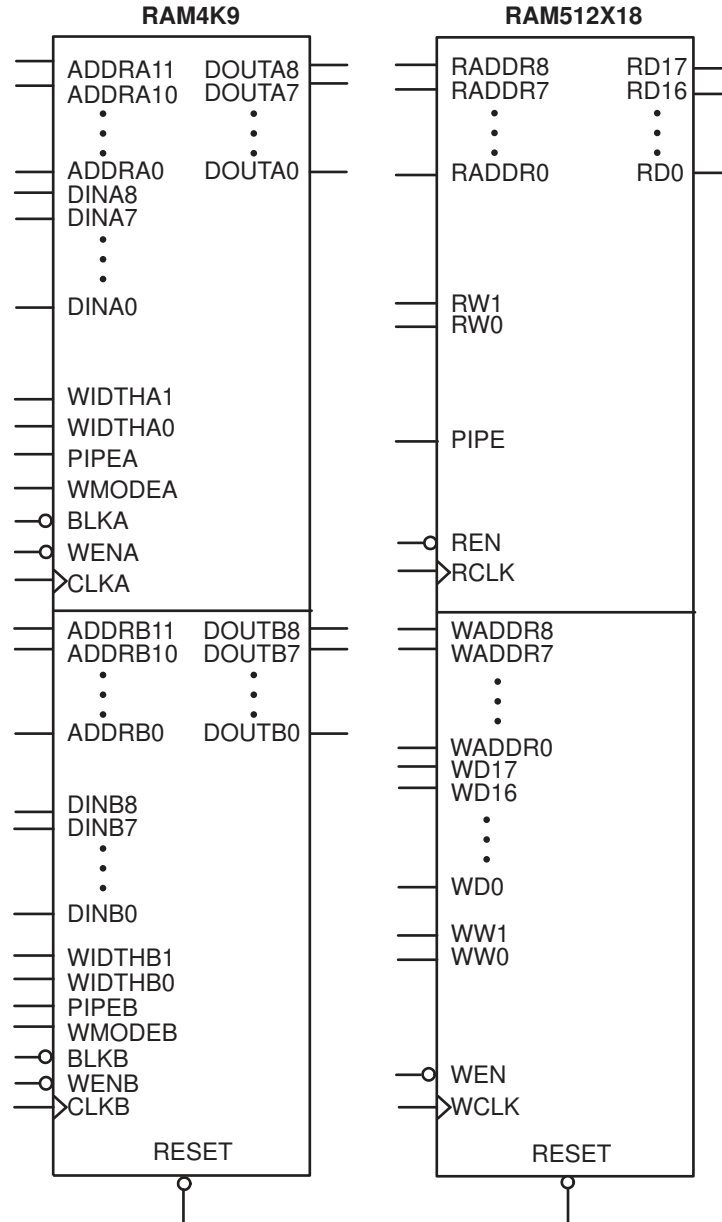 RAM4K9
ADDRA11 DOUTA8
ADDRA10 DOUTA7
ADDRA0 DOUTA0
DINA8
DINA7
DINA0
WIDTHA1
WIDTHA0
PIPEA
WMODEA
BLKA
WENA
CLKA
ADDRB11 DOUTB8
ADDRB10 DOUTB7
ADDRB0 DOUTB0
DINB8
DINB7
DINB0
WIDTHB1
WIDTHB0
PIPEB
WMODEB
BLKB
WENB
CLKB
RESET
RAM512X18
RADDR8 RD17
RADDR7 RD16
RADDR0 RD0
RW1
RW0
PIPE
REN
RCLK
WADDR8
WADDR7
WADDR0
WD17
WD16
WD0
WW1
WW0
WEN
WCLK
RESET